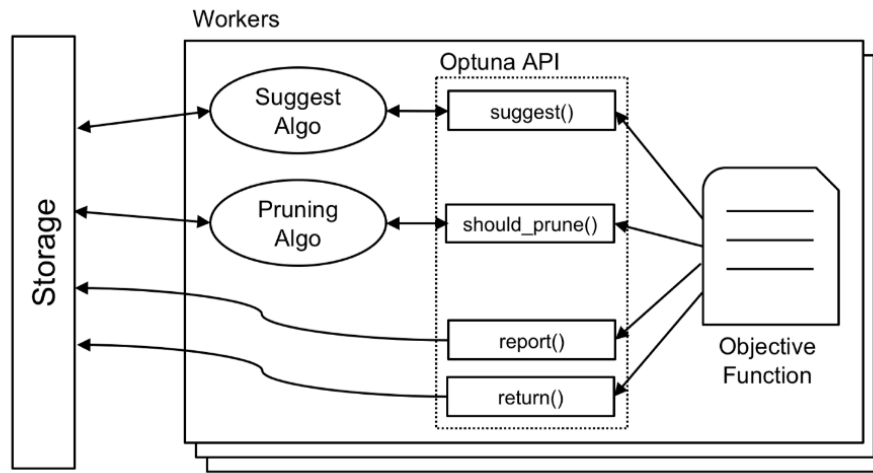 Workers
Optuna API
Storage
Suggest
Algo
suggest()
Pruning
Algo
should_prune()
report()
return()
Objective
Function